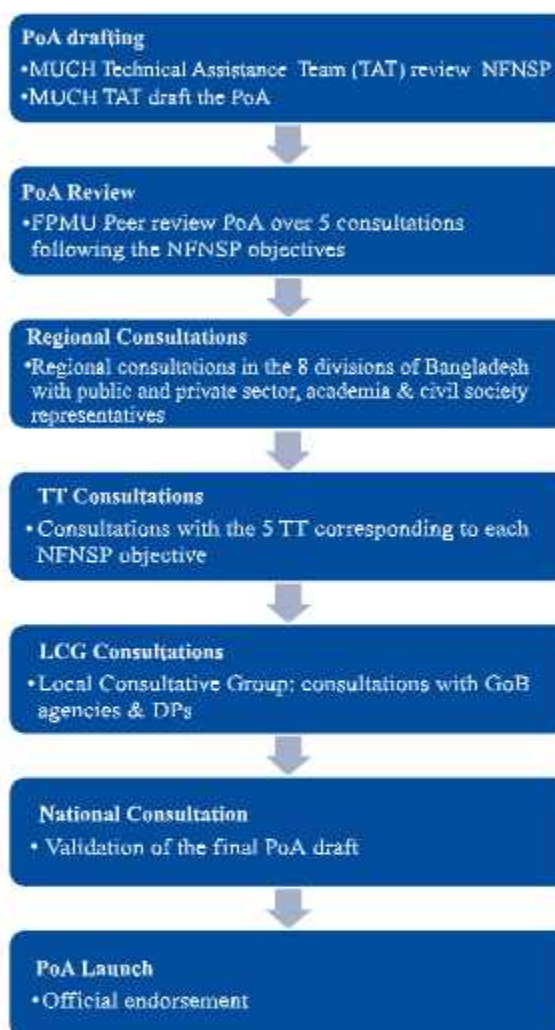 PoA drafting
•MUCH Technical Assistance Team (TAT) review NFNSP
•MUCH TAT draft the PoA
PoA Review
•FPMU Peer review PoA over 5 consultations
following the NFNSP objectives
Regional Consultations
•Regional consultations in the 8 divisions of Bangladesh
with public and private sector, academia & civil society
representatives
TT Consultations
• Consultations with the 5 TT corresponding to each
NFNSP objective
LCG Consultations
•Local Consultative Group: consultations with GoB
agencies & DPs
National Consultation
• Validation of the final PoA draft
PoA Launch
• Official endorsement